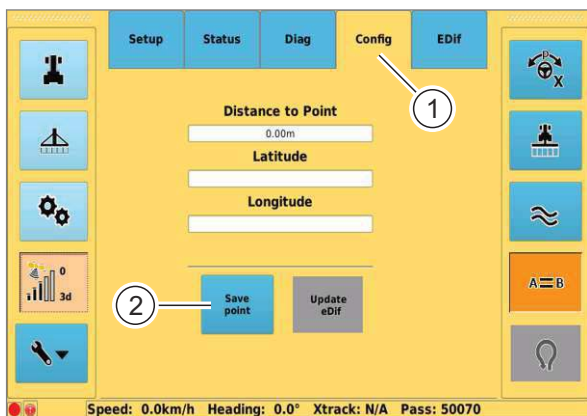 Setup Status Diag Config EDif
1
P
X
Distance to Point
0.00m
Latitude
Longitude
0
3d
2
Save
point
Update
eDif
A=B
Speed: 0.0km/h Heading: 0.0° Xtrack: N/A Pass: 50070